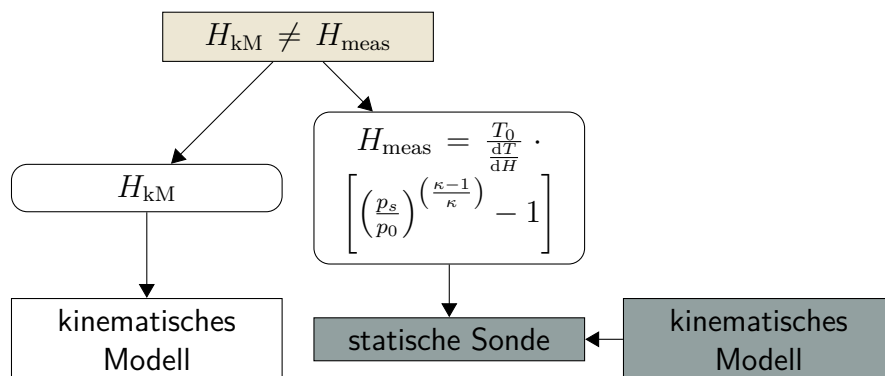 H_kM ≠ H_meas
H_kM
H_meas = T_0 / (dT/dH) ·
[(p_s/p_0)^((κ−1)/κ) − 1]
kinematisches
Modell
statische Sonde
kinematisches
Modell